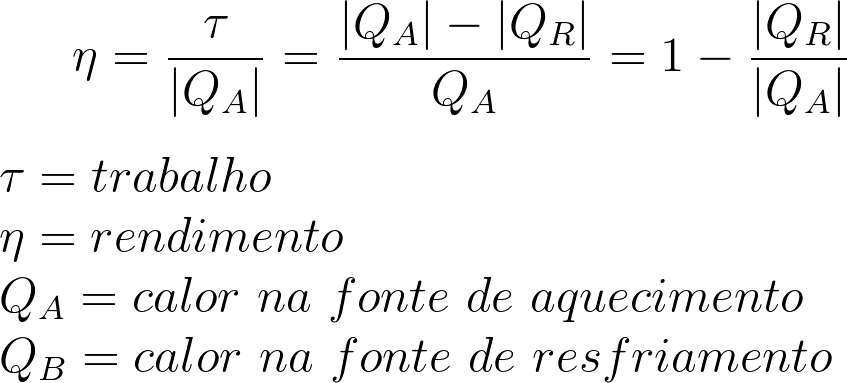 η = τ / |Q_A| = |Q_A| − |Q_R| / Q_A = 1 − |Q_R| / |Q_A|
τ = trabalho
η = rendimento
Q_A = calor na fonte de aquecimento
Q_B = calor na fonte de resfriamento